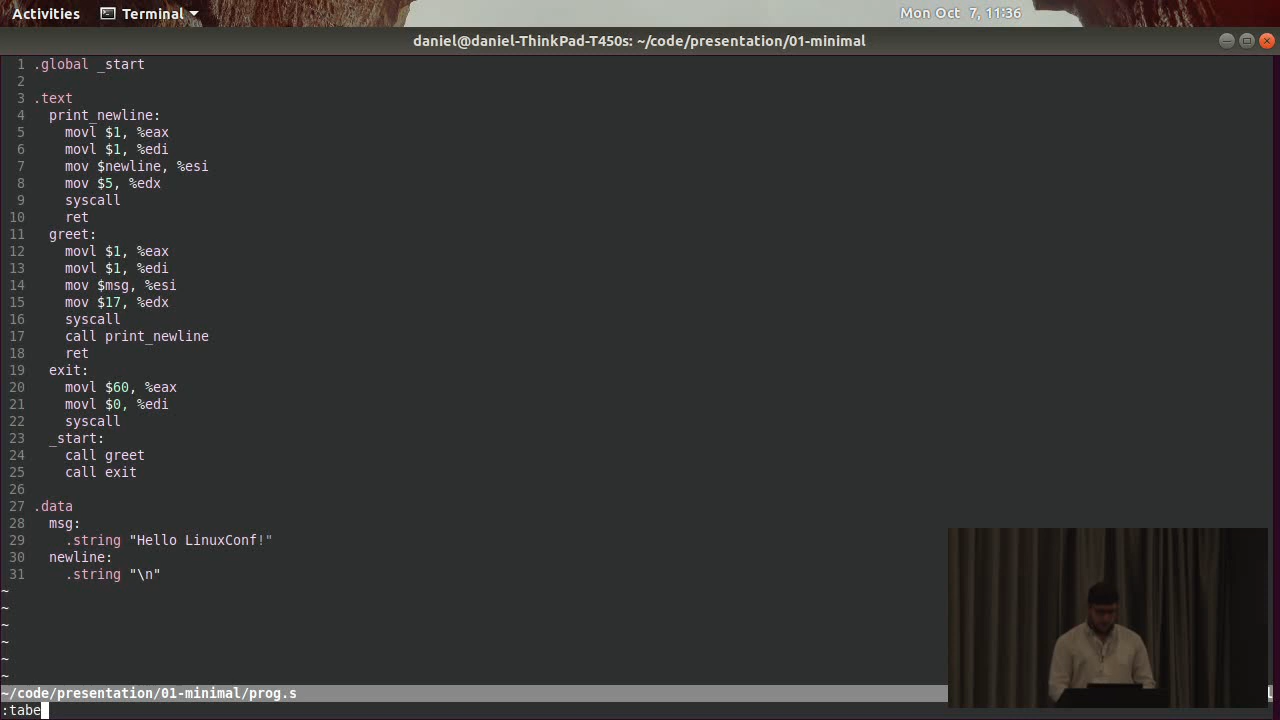 Activities Terminal Mon Oct 7, 11:36
daniel@daniel-ThinkPad-T450s: ~/code/presentation/01-minimal
1 .global _start
2
3 .text
4 print_newline:
5 movl $1, %eax
6 movl $1, %edi
7 mov $newline, %esi
8 mov $5, %edx
9 syscall
10 ret
11 greet:
12 movl $1, %eax
13 movl $1, %edi
14 mov $msg, %esi
15 mov $17, %edx
16 syscall
17 call print_newline
18 ret
19 exit:
20 movl $60, %eax
21 movl $0, %edi
22 syscall
23 _start:
24 call greet
25 call exit
26
27 .data
28 msg:
29 .string "Hello LinuxConf!"
30 newline:
31 .string "\n"
~
~
~
~
~
~
~/code/presentation/01-minimal/prog.s
:tabe